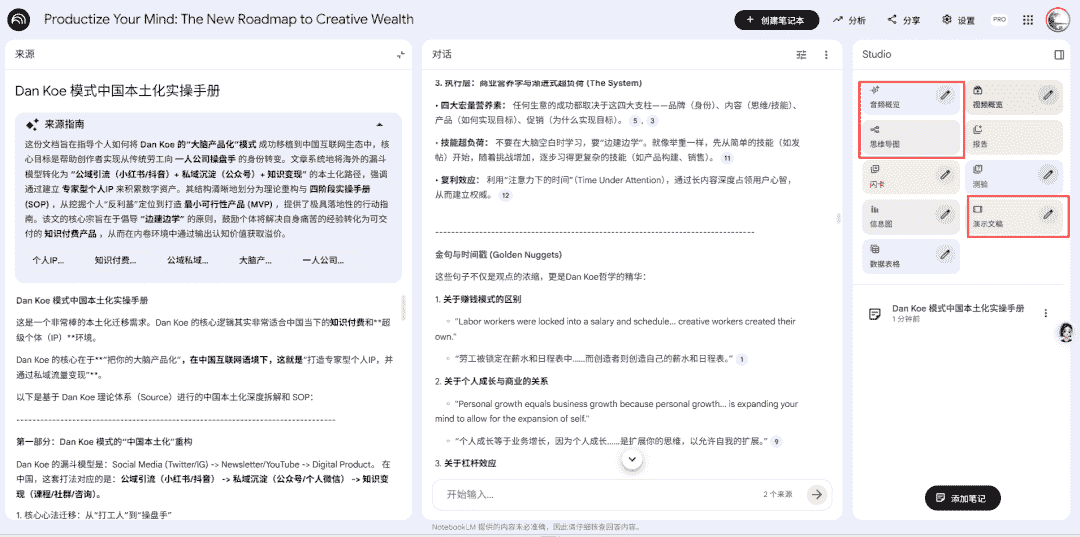 Productize Your Mind: The New Roadmap to Creative Wealth
+ 创建笔记本
分析
分享
设置
PRO
来源
Dan Koe 模式中国本土化实操手册
来源指南
这份文档旨在指导个人如何将 Dan Koe 的“大脑产品化”模式 成功移植到中国互联网生态中，核
心目标是帮助创作者实现从传统劳工向 一人公司操盘手 的身份转变。文章系统地将海外的漏斗
模型转化为 “公域引流（小红书/抖音）+ 私域沉淀（公众号）+ 知识变现” 的本土化路径，强调
通过建立 专家型个人IP 来积累数字资产。其结构清晰地划分为理论重构与 四阶段实操手册
(SOP) ，从挖掘个人“反利基”定位到打造 最小可行性产品 (MVP) ，提供了极具落地性的行动指
南。该文的核心宗旨在于倡导 “边建边学” 的原则，鼓励个体将解决自身痛苦的经验转化为可交
付的 知识付费产品 ，从而在内卷环境中通过输出认知价值获取溢价。
个人IP...
知识付费...
公域私域...
大脑产...
一人公司...
Dan Koe 模式中国本土化实操手册
这是一个非常棒的本土化迁移需求。Dan Koe 的核心逻辑其实非常适合中国当下的知识付费和**超
级个体（IP）**环境。
Dan Koe 的核心在于**“把你的大脑产品化”，在中国互联网语境下，这就是“打造专家型个人IP，并
通过私域流量变现”**。
以下是基于 Dan Koe 理论体系（Source）进行的中国本土化深度拆解和 SOP：
--------------------------------------------------------------------------------
第一部分：Dan Koe 模式的“中国本土化”重构
Dan Koe 的漏斗模型是：Social Media (Twitter/IG) -> Newsletter/YouTube -> Digital Product。 在
中国，这套打法对应的是：公域引流（小红书/抖音） -> 私域沉淀（公众号/个人微信） -> 知识变
现（课程/社群/咨询）。
1. 核心心法迁移：从“打工人”到“操盘手”
对话
3. 执行层：商业营养学与渐进式超负荷 (The System)
• 四大宏量营养素： 任何生意的成功都取决于这四大支柱——品牌（身份）、内容（思维/技能）、
产品（如何实现目标）、促销（为什么实现目标）。 5 ，3
• 技能超负荷： 不要在大脑空白时学习，要“边建边学”。就像举重一样，先从简单的技能（如发
帖）开始，随着挑战增加，逐步习得更复杂的技能（如产品构建、销售）。 11
• 复利效应： 利用“注意力下的时间”（Time Under Attention），通过长内容深度占领用户心智，
从而建立权威。 12
--------------------------------------------------------------------------------
金句与时间戳 (Golden Nuggets)
这些句子不仅是观点的浓缩，更是Dan Koe哲学的精华：
1. 关于赚钱模式的区别
◦ "Labor workers were locked into a salary and schedule... creative workers created their
own."
◦ “劳工被锁定在薪水和日程表中……而创造者则创造自己的薪水和日程表。” 1
2. 关于个人成长与商业的关系
◦ "Personal growth equals business growth because personal growth... is expanding your
mind to allow for the expansion of self."
◦ “个人成长等于业务增长，因为个人成长……是扩展你的思维，以允许自我的扩展。” 9
3. 关于杠杆效应
开始输入...
2 个来源
NotebookLM 提供的内容未必准确，因此请仔细核查回答内容。
Studio
音频概览
视频概览
思维导图
报告
闪卡
测验
信息图
演示文稿
数据表格
Dan Koe 模式中国本土化实操手册
1 分钟前
添加笔记